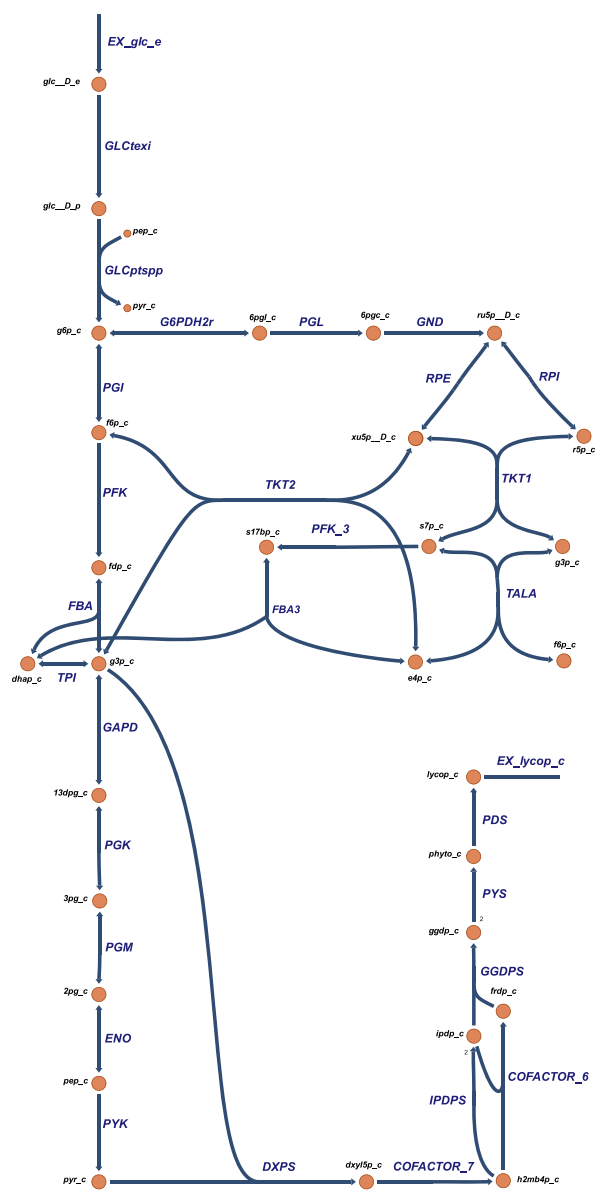 EX_glc_e
glc__D_e
GLCtexi
glc__D_p
pep_c
GLCptspp
pyr_c
g6p_c
G6PDH2r
6pgl_c
PGL
6pgc_c
GND
ru5p__D_c
PGI
RPE
RPI
f6p_c
xu5p__D_c
r5p_c
PFK
TKT2
TKT1
s17bp_c
PFK_3
s7p_c
g3p_c
fdp_c
TALA
FBA
FBA3
f6p_c
dhap_c
TPI
g3p_c
e4p_c
GAPD
EX_lycop_c
lycop_c
13dpg_c
PDS
PGK
phyto_c
PYS
3pg_c
2
ggdp_c
PGM
GGDPS
2pg_c
frdp_c
ENO
ipdp_c
2
pep_c
COFACTOR_6
IPDPS
PYK
pyr_c
DXPS
dxyl5p_c
COFACTOR_7
h2mb4p_c